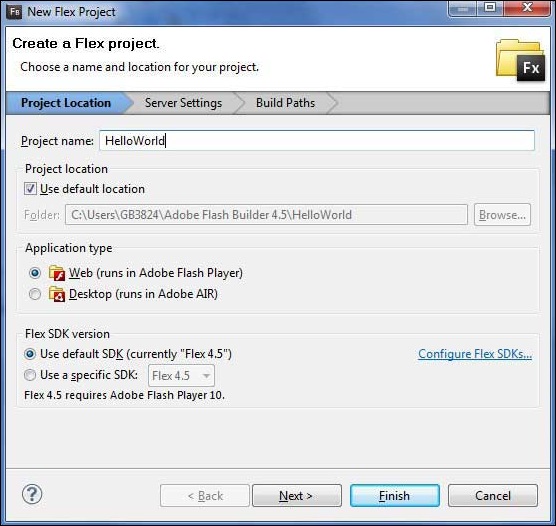 Fb New Flex Project
Create a Flex project.
Choose a name and location for your project.
Fx
Project Location Server Settings Build Paths
Project name: HelloWorld
Project location
Use default location
Folder: C:\Users\GB3824\Adobe Flash Builder 4.5\HelloWorld Browse...
Application type
Web (runs in Adobe Flash Player)
Desktop (runs in Adobe AIR)
Flex SDK version
Use default SDK (currently "Flex 4.5") Configure Flex SDKs...
Use a specific SDK: Flex 4.5
Flex 4.5 requires Adobe Flash Player 10.
? < Back Next > Finish Cancel